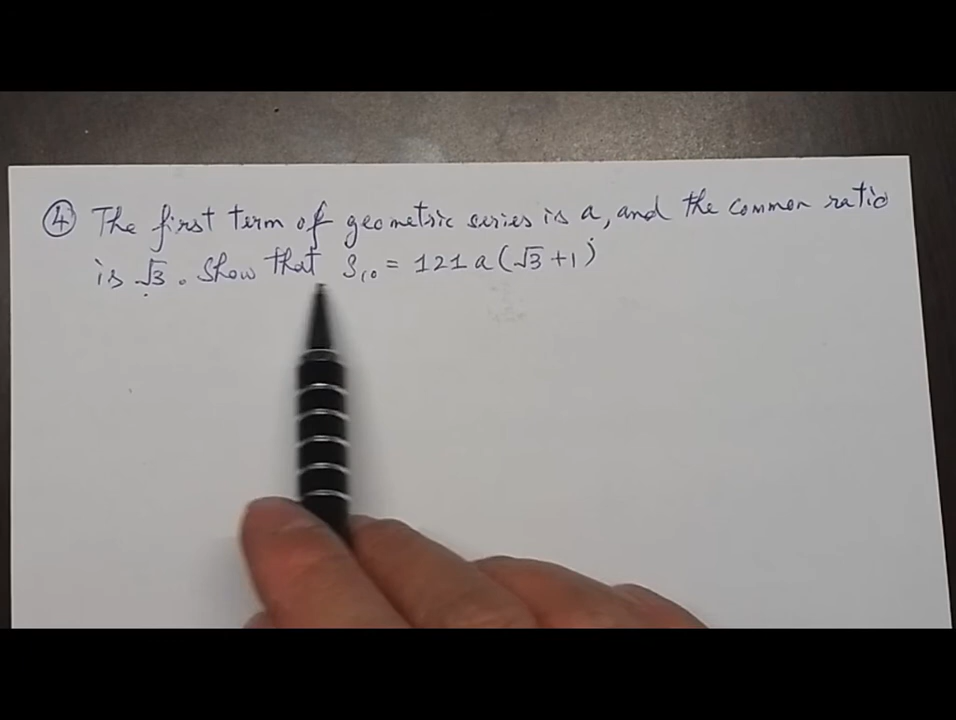 ④ The first term of geometric series is a, and the common ratio
is √3. Show that S₁₀ = 121a(√3+1)